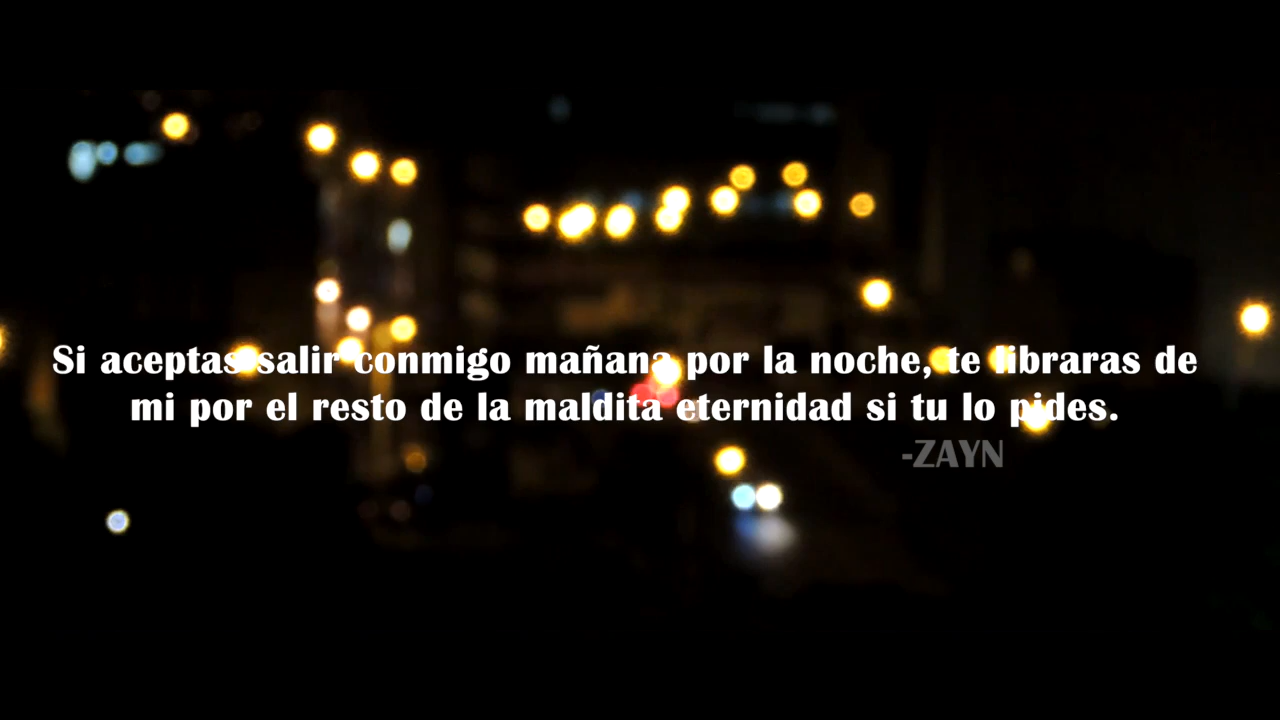 Si aceptas salir conmigo mañana por la noche, te libraras de
mi por el resto de la maldita eternidad si tu lo pides.
-ZAYN